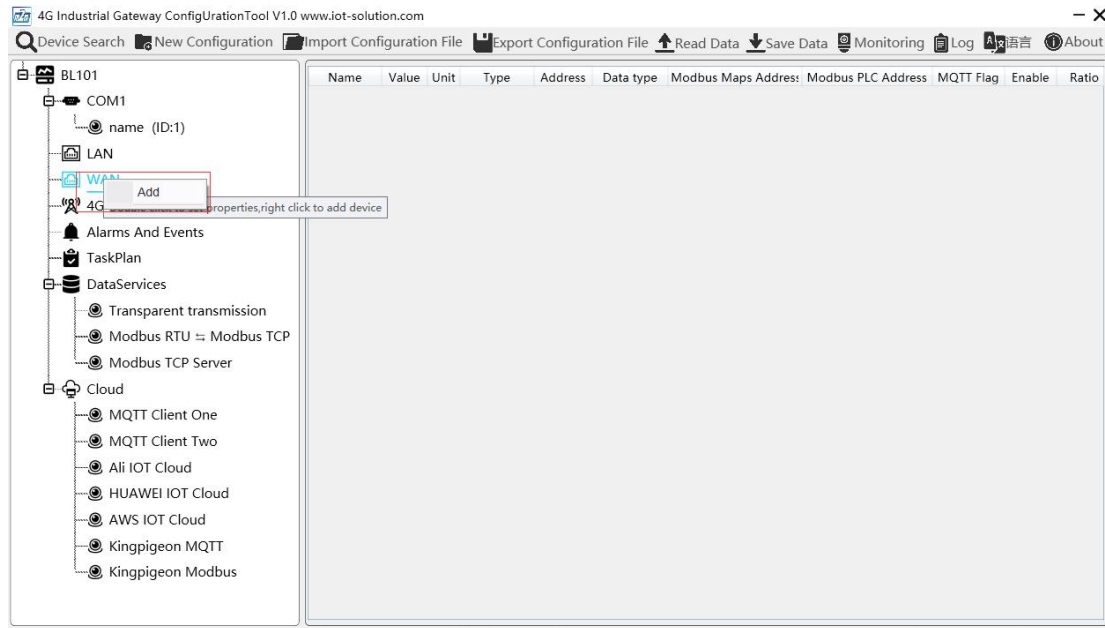 4G Industrial Gateway ConfigUrationTool V1.0 www.iot-solution.com
Device Search New Configuration Import Configuration File Export Configuration File Read Data Save Data Monitoring Log 语言 About
BL101
Name Value Unit Type Address Data type Modbus Maps Address Modbus PLC Address MQTT Flag Enable Ratio
COM1
name (ID:1)
LAN
WAN
Add
4G properties,right click to add device
Alarms And Events
TaskPlan
DataServices
Transparent transmission
Modbus RTU ⇆ Modbus TCP
Modbus TCP Server
Cloud
MQTT Client One
MQTT Client Two
Ali IOT Cloud
HUAWEI IOT Cloud
AWS IOT Cloud
Kingpigeon MQTT
Kingpigeon Modbus